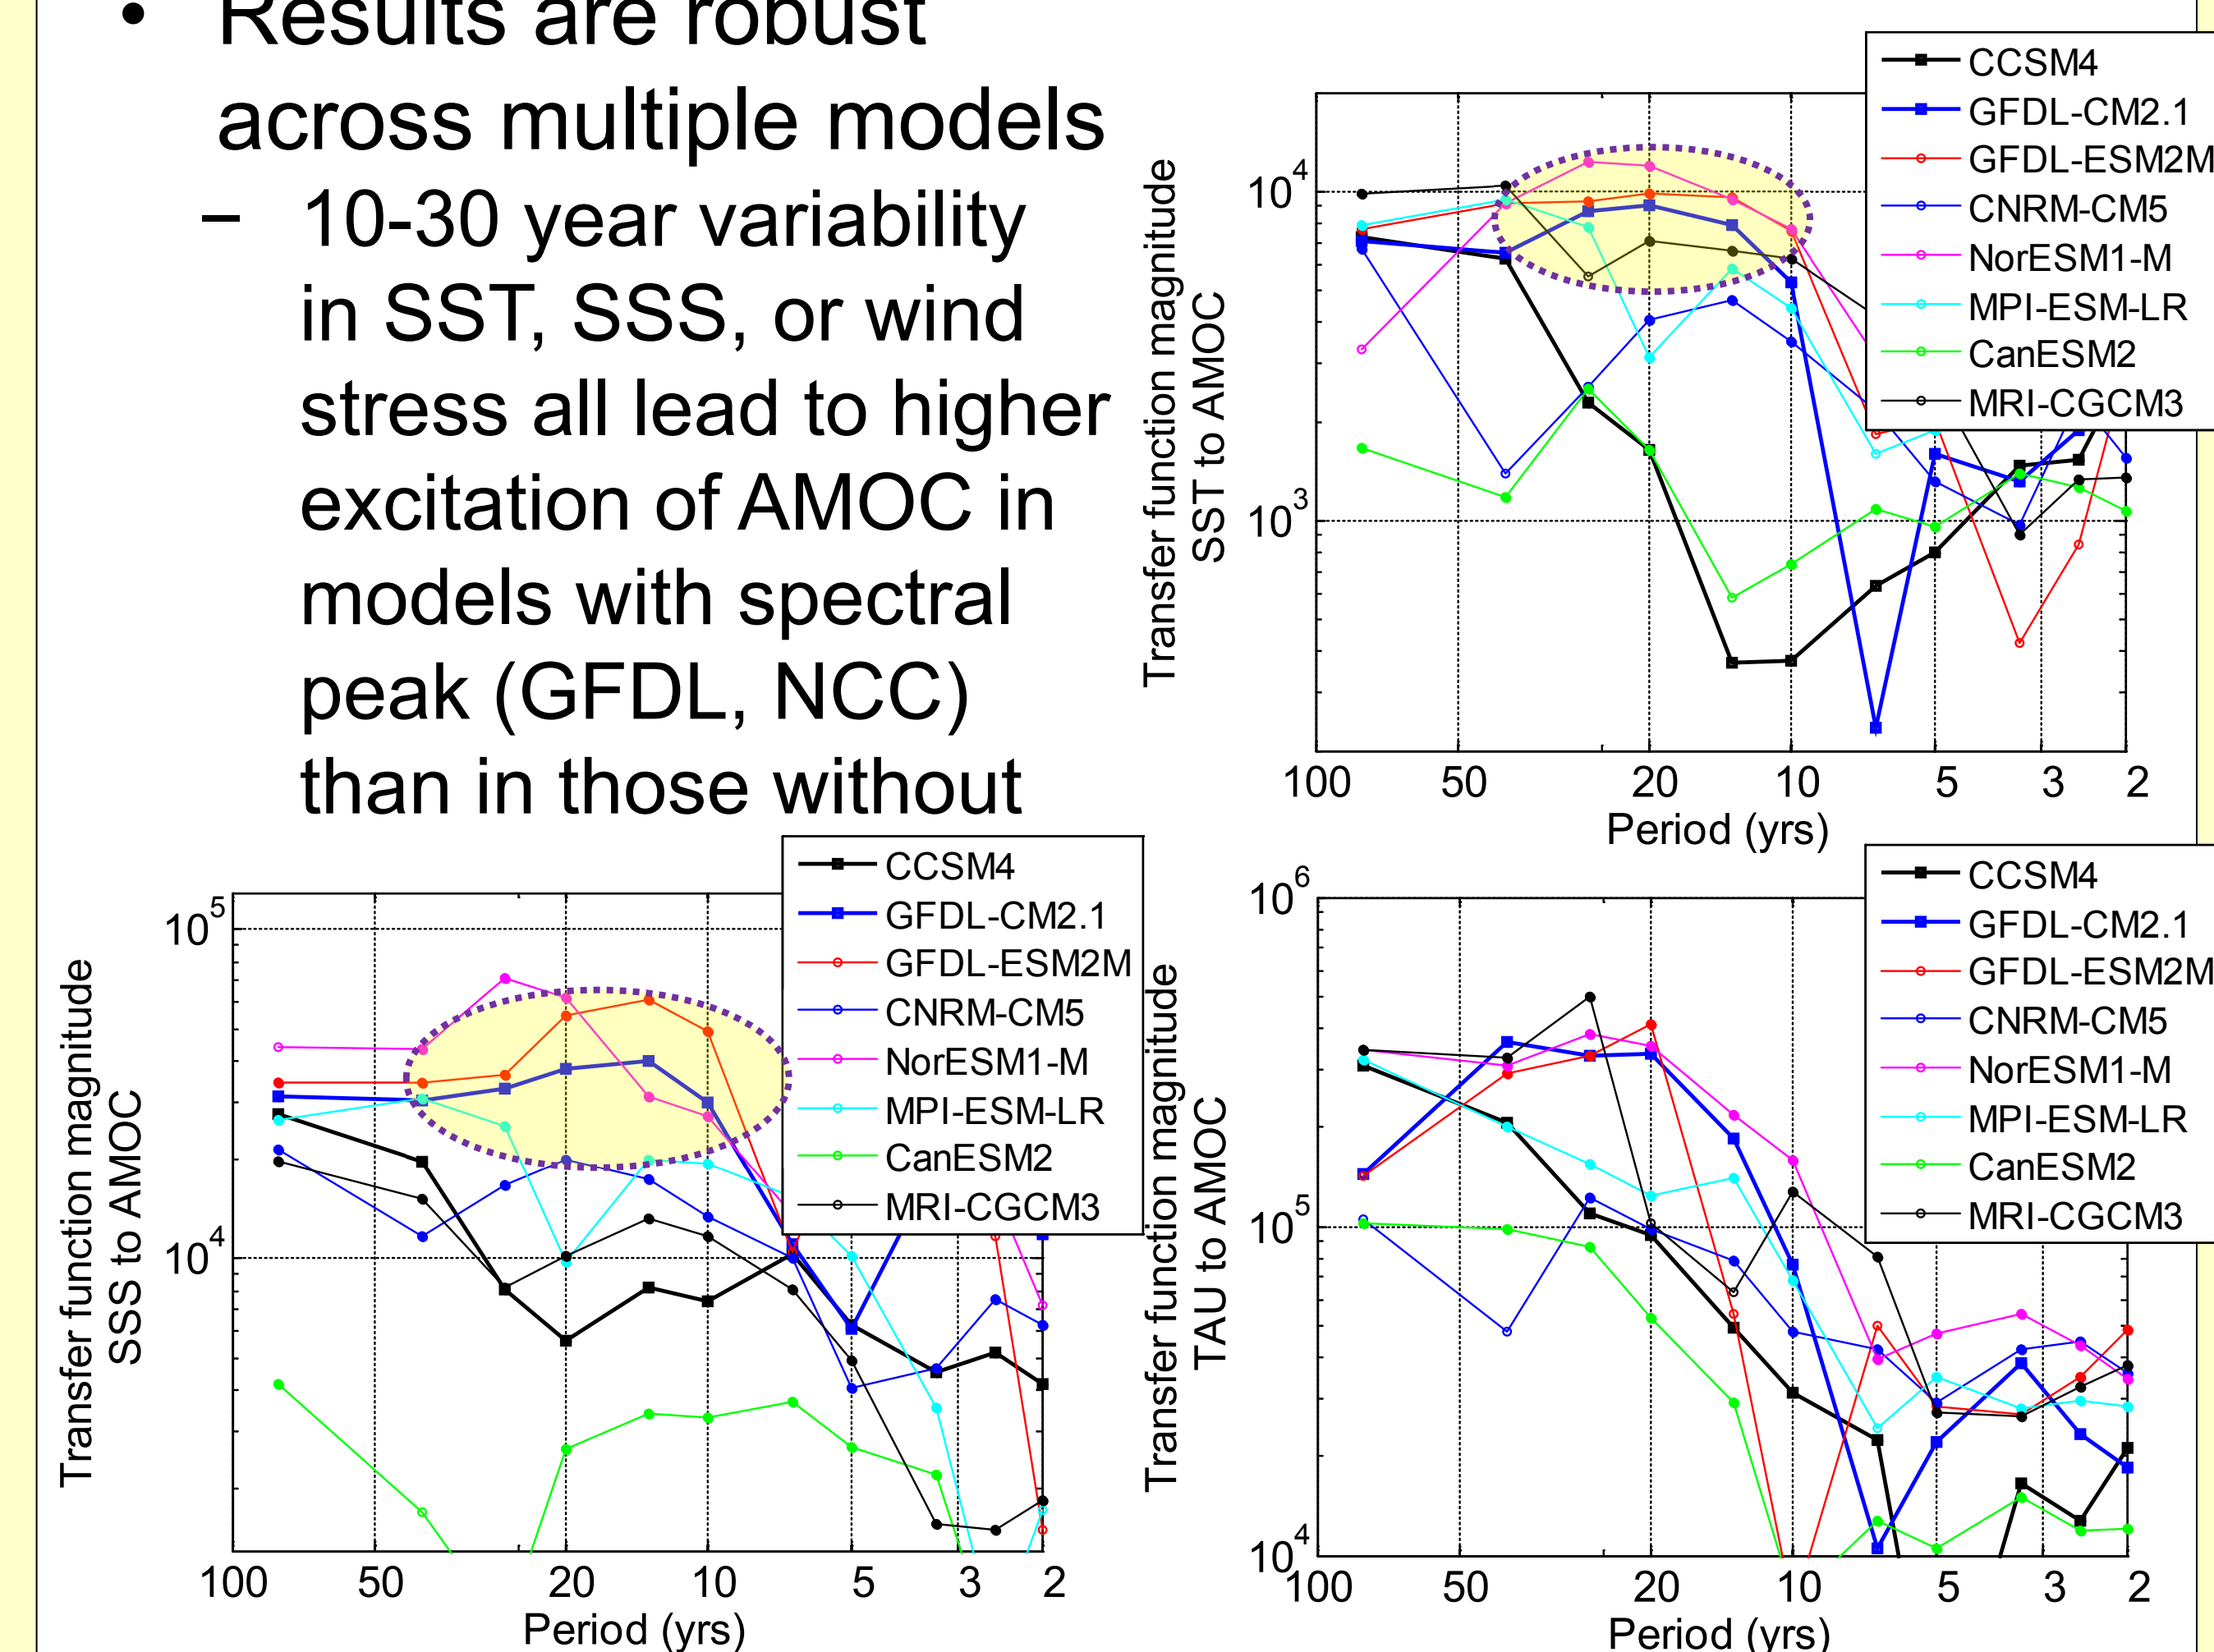 • Results are robust
across multiple models
– 10-30 year variability
in SST, SSS, or wind
stress all lead to higher
excitation of AMOC in
models with spectral
peak (GFDL, NCC)
than in those without
CCSM4
GFDL-CM2.1
GFDL-ESM2M
CNRM-CM5
NorESM1-M
MPI-ESM-LR
CanESM2
MRI-CGCM3
Transfer function magnitude
SST to AMOC
10^4
10^3
100 50 20 10 5 3 2
Period (yrs)
CCSM4
GFDL-CM2.1
GFDL-ESM2M
CNRM-CM5
NorESM1-M
MPI-ESM-LR
CanESM2
MRI-CGCM3
Transfer function magnitude
SSS to AMOC
10^5
10^4
100 50 20 10 5 3 2
Period (yrs)
CCSM4
GFDL-CM2.1
GFDL-ESM2M
CNRM-CM5
NorESM1-M
MPI-ESM-LR
CanESM2
MRI-CGCM3
Transfer function magnitude
TAU to AMOC
10^6
10^5
10^4
100 50 20 10 5 3 2
Period (yrs)